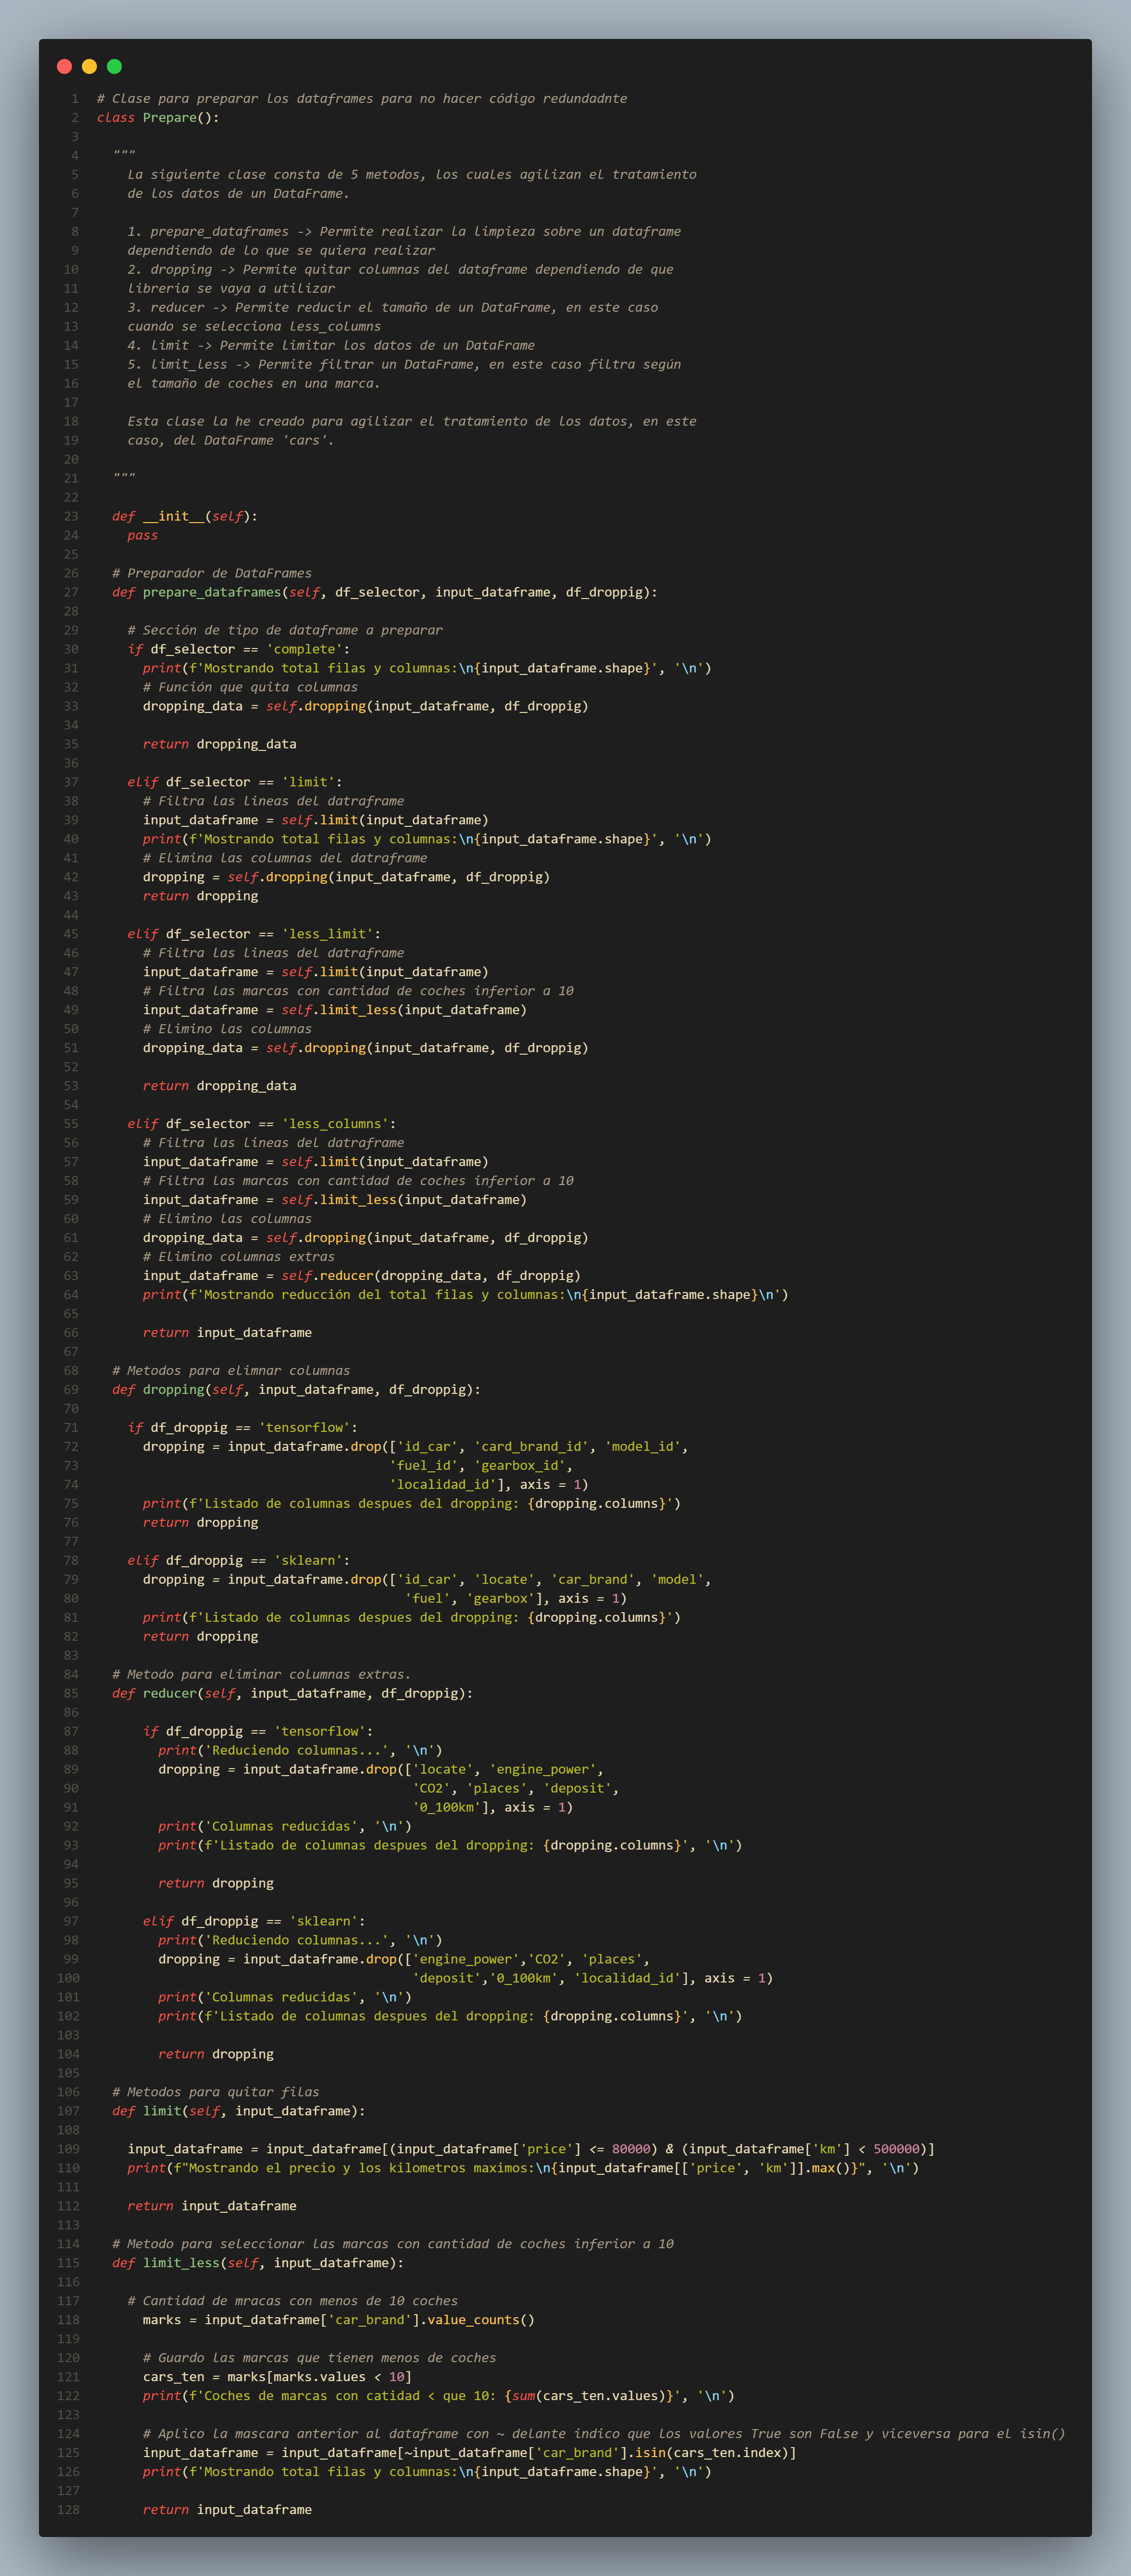 1 # Clase para preparar los dataframes para no hacer código redundadnte
2 class Prepare():
3
4   """
5     La siguiente clase consta de 5 metodos, los cuales agilizan el tratamiento
6     de los datos de un DataFrame.
7
8     1. prepare_dataframes -> Permite realizar la limpieza sobre un dataframe
9     dependiendo de lo que se quiera realizar
10     2. dropping -> Permite quitar columnas del dataframe dependiendo de que
11     libreria se vaya a utilizar
12     3. reducer -> Permite reducir el tamaño de un DataFrame, en este caso
13     cuando se selecciona less_columns
14     4. limit -> Permite limitar los datos de un DataFrame
15     5. limit_less -> Permite filtrar un DataFrame, en este caso filtra según
16     el tamaño de coches en una marca.
17
18     Esta clase la he creado para agilizar el tratamiento de los datos, en este
19     caso, del DataFrame 'cars'.
20
21   """
22
23   def __init__(self):
24     pass
25
26   # Preparador de DataFrames
27   def prepare_dataframes(self, df_selector, input_dataframe, df_droppig):
28
29     # Sección de tipo de dataframe a preparar
30     if df_selector == 'complete':
31       print(f'Mostrando total filas y columnas:\n{input_dataframe.shape}', '\n')
32       # Función que quita columnas
33       dropping_data = self.dropping(input_dataframe, df_droppig)
34
35       return dropping_data
36
37     elif df_selector == 'limit':
38       # Filtra las lineas del datraframe
39       input_dataframe = self.limit(input_dataframe)
40       print(f'Mostrando total filas y columnas:\n{input_dataframe.shape}', '\n')
41       # Elimina las columnas del datraframe
42       dropping = self.dropping(input_dataframe, df_droppig)
43       return dropping
44
45     elif df_selector == 'less_limit':
46       # Filtra las lineas del datraframe
47       input_dataframe = self.limit(input_dataframe)
48       # Filtra las marcas con cantidad de coches inferior a 10
49       input_dataframe = self.limit_less(input_dataframe)
50       # Elimino las columnas
51       dropping_data = self.dropping(input_dataframe, df_droppig)
52
53       return dropping_data
54
55     elif df_selector == 'less_columns':
56       # Filtra las lineas del datraframe
57       input_dataframe = self.limit(input_dataframe)
58       # Filtra las marcas con cantidad de coches inferior a 10
59       input_dataframe = self.limit_less(input_dataframe)
60       # Elimino las columnas
61       dropping_data = self.dropping(input_dataframe, df_droppig)
62       # Elimino columnas extras
63       input_dataframe = self.reducer(dropping_data, df_droppig)
64       print(f'Mostrando reducción del total filas y columnas:\n{input_dataframe.shape}\n')
65
66       return input_dataframe
67
68   # Metodos para elimnar columnas
69   def dropping(self, input_dataframe, df_droppig):
70
71     if df_droppig == 'tensorflow':
72       dropping = input_dataframe.drop(['id_car', 'card_brand_id', 'model_id',
73                                       'fuel_id', 'gearbox_id',
74                                       'localidad_id'], axis = 1)
75       print(f'Listado de columnas despues del dropping: {dropping.columns}')
76       return dropping
77
78     elif df_droppig == 'sklearn':
79       dropping = input_dataframe.drop(['id_car', 'locate', 'car_brand', 'model',
80                                         'fuel', 'gearbox'], axis = 1)
81       print(f'Listado de columnas despues del dropping: {dropping.columns}')
82       return dropping
83
84   # Metodo para eliminar columnas extras.
85   def reducer(self, input_dataframe, df_droppig):
86
87       if df_droppig == 'tensorflow':
88         print('Reduciendo columnas...', '\n')
89         dropping = input_dataframe.drop(['locate', 'engine_power',
90                                          'CO2', 'places', 'deposit',
91                                          '0_100km'], axis = 1)
92         print('Columnas reducidas', '\n')
93         print(f'Listado de columnas despues del dropping: {dropping.columns}', '\n')
94
95         return dropping
96
97       elif df_droppig == 'sklearn':
98         print('Reduciendo columnas...', '\n')
99         dropping = input_dataframe.drop(['engine_power','CO2', 'places',
100                                          'deposit','0_100km', 'localidad_id'], axis = 1)
101         print('Columnas reducidas', '\n')
102         print(f'Listado de columnas despues del dropping: {dropping.columns}', '\n')
103
104         return dropping
105
106   # Metodos para quitar filas
107   def limit(self, input_dataframe):
108
109     input_dataframe = input_dataframe[(input_dataframe['price'] <= 80000) & (input_dataframe['km'] < 500000)]
110     print(f"Mostrando el precio y los kilometros maximos:\n{input_dataframe[['price', 'km']].max()}", '\n')
111
112     return input_dataframe
113
114   # Metodo para seleccionar las marcas con cantidad de coches inferior a 10
115   def limit_less(self, input_dataframe):
116
117     # Cantidad de mracas con menos de 10 coches
118       marks = input_dataframe['car_brand'].value_counts()
119
120       # Guardo las marcas que tienen menos de coches
121       cars_ten = marks[marks.values < 10]
122       print(f'Coches de marcas con catidad < que 10: {sum(cars_ten.values)}', '\n')
123
124       # Aplico la mascara anterior al dataframe con ~ delante indico que los valores True son False y viceversa para el isin()
125       input_dataframe = input_dataframe[~input_dataframe['car_brand'].isin(cars_ten.index)]
126       print(f'Mostrando total filas y columnas:\n{input_dataframe.shape}', '\n')
127
128       return input_dataframe